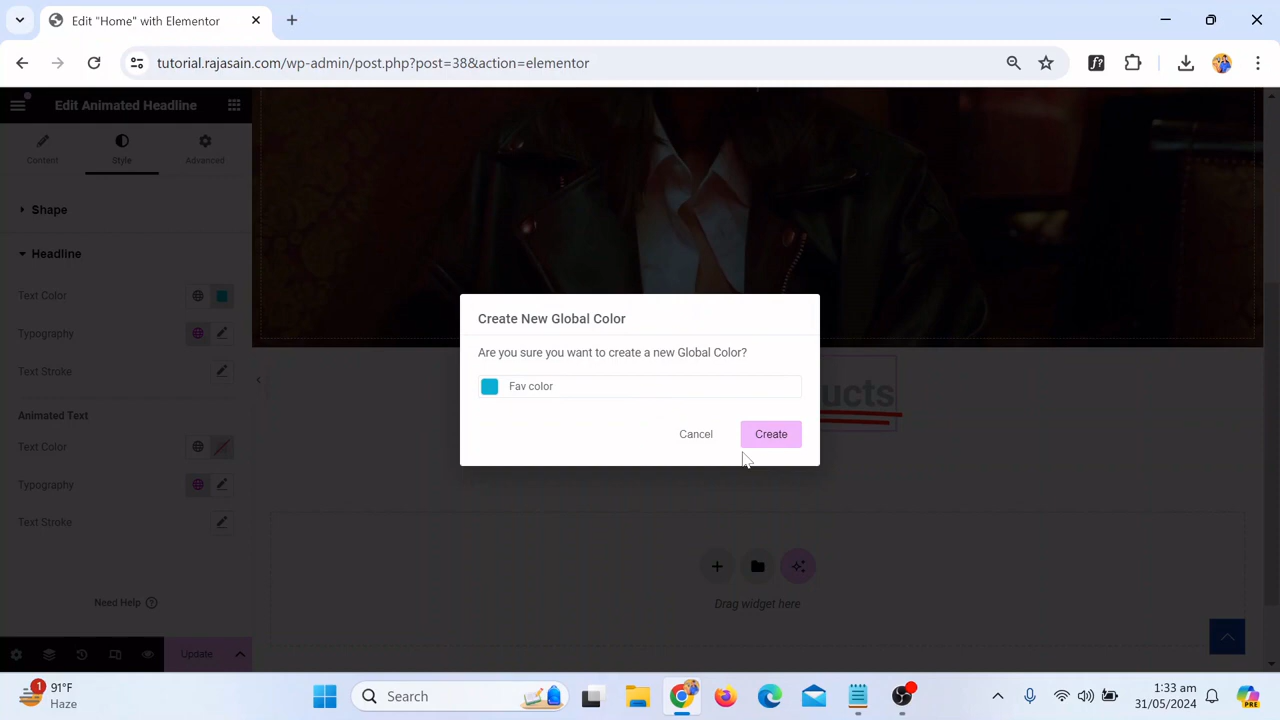 Edit "Home" with Elementor
tutorial.rajasain.com/wp-admin/post.php?post=38&action=elementor
Edit Animated Headline
Content
Style
Advanced
Shape
Headline
Text Color
Typography
Text Stroke
Animated Text
Text Color
Typography
Text Stroke
Need Help ?
Update
Create New Global Color
Are you sure you want to create a new Global Color?
Fav color
Cancel
Create
ucts
Drag widget here
1
91°F
Haze
Search
1:33 am
31/05/2024
PRE